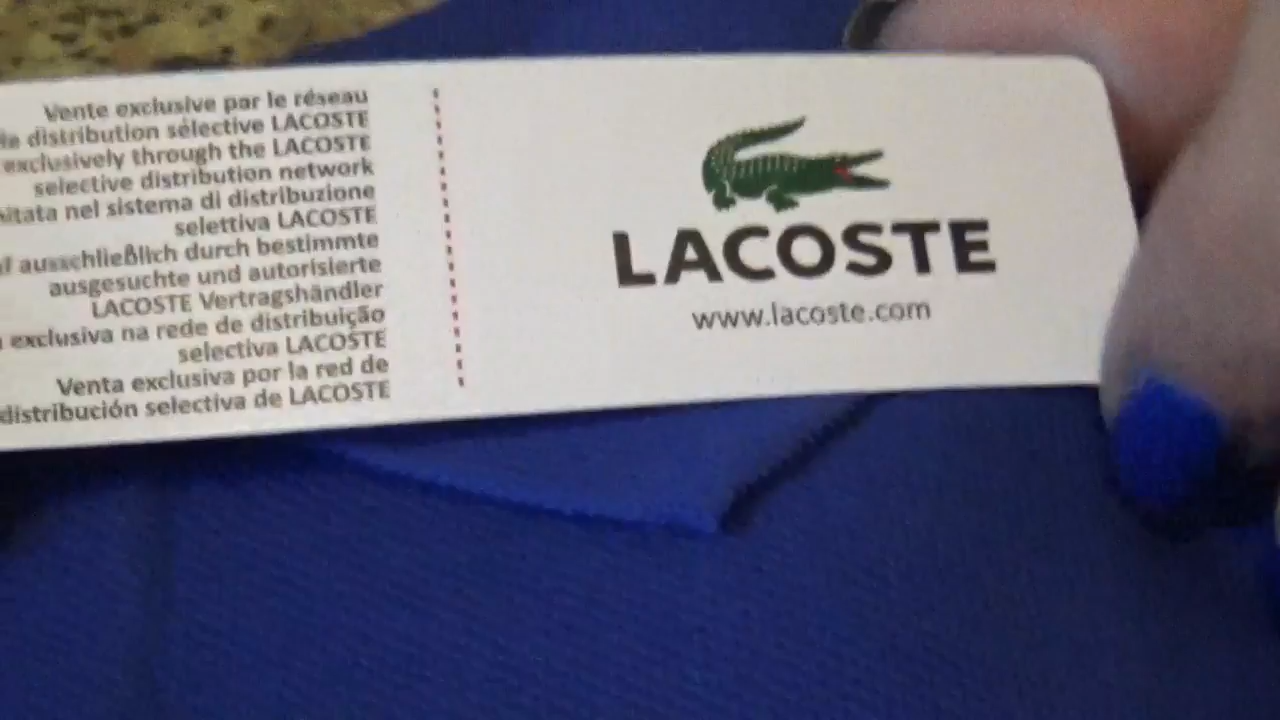 Vente exclusive par le réseau
distribution sélective LACOSTE
exclusively through the LACOSTE
selective distribution network
nel sistema di distribuzione
selettiva LACOSTE
ausschließlich durch bestimmte
ausgesuchte und autorisierte
LACOSTE Vertragshändler
exclusiva na rede de distribuição
selectiva LACOSTE
Venta exclusiva por la red de
distribución selectiva de LACOSTE
LACOSTE
www.lacoste.com